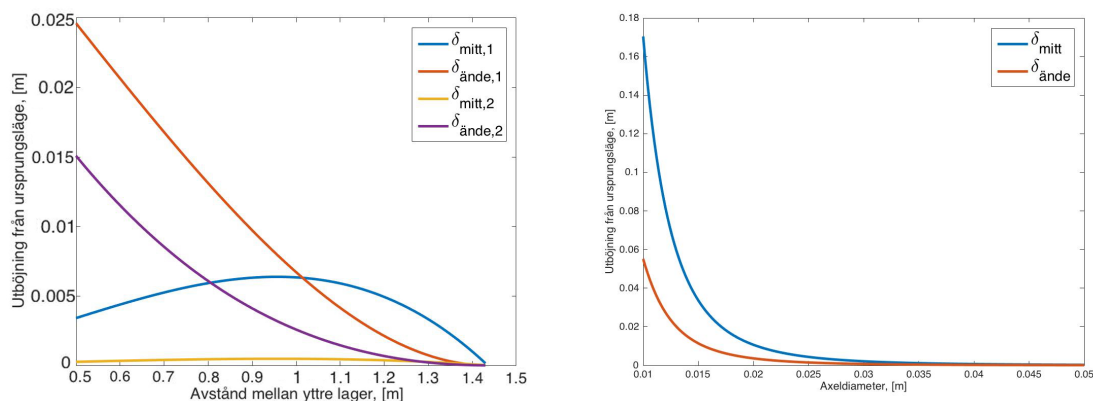 0.025
0.02
0.015
0.01
0.005
0
0.5 0.6 0.7 0.8 0.9 1 1.1 1.2 1.3 1.4 1.5
Utböjning från ursprungsläge, [m]
Avstånd mellan yttre lager, [m]
δmitt,1
δände,1
δmitt,2
δände,2
0.18
0.16
0.14
0.12
0.1
0.08
0.06
0.04
0.02
0
0.01 0.015 0.02 0.025 0.03 0.035 0.04 0.045 0.05
Utböjning från ursprungsläge, [m]
Axeldiameter, [m]
δmitt
δände